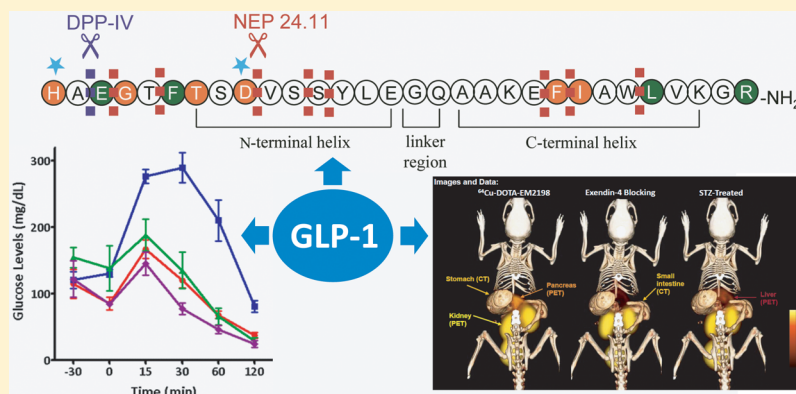 DPP-IV
NEP 24.11
H A E G T F T S D V S S Y L E G Q A A K E F I A W L V K G R -NH2
N-terminal helix
linker
region
C-terminal helix
Glucose Levels (mg/dL)
300
200
100
0
-30 0 15 30 60 120
Time (min)
GLP-1
Images and Data:
64Cu-DOTA-EM2198
Exendin-4 Blocking
STZ-Treated
Stomach (CT)
Pancreas
(PET)
Small
intestine
(CT)
Liver
(PET)
Kidney
(PET)